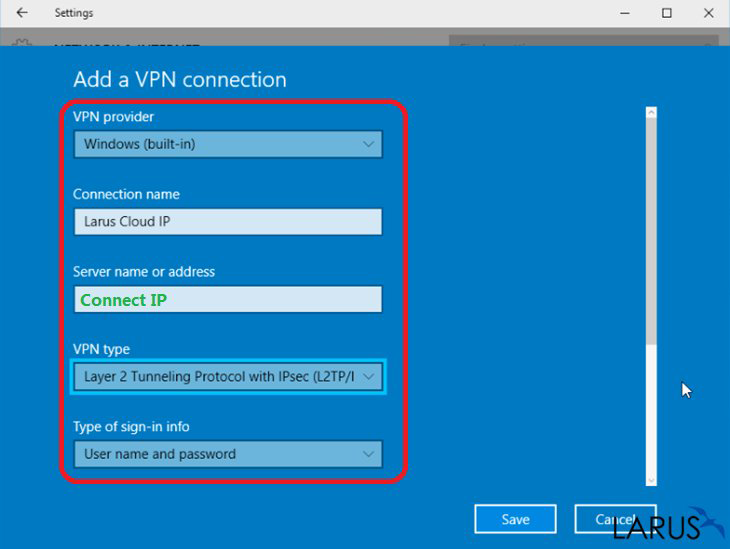 Settings
NETWORK & INTERNET
Add a VPN connection
VPN provider
Windows (built-in)
Connection name
Larus Cloud IP
Server name or address
Connect IP
VPN type
Layer 2 Tunneling Protocol with IPsec (L2TP/I
Type of sign-in info
User name and password
Save
Cancel
LARUS